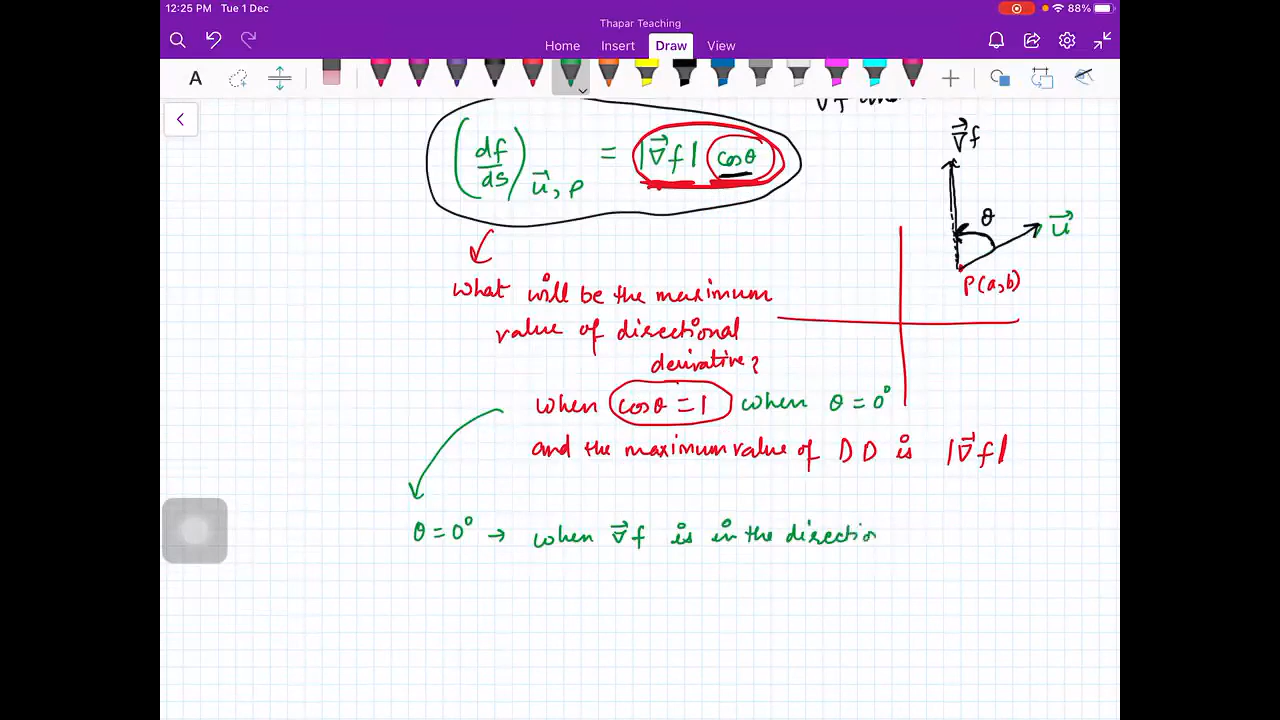 12:25 PM Tue 1 Dec
88%
Thapar Teaching
Home Insert Draw View
A
∇f
(df/ds)u⃗, P = |∇⃗f| cosθ
∇⃗f
θ
u⃗
P(a,b)
What will be the maximum
value of directional
derivative?
when cosθ = 1 when θ = 0°
and the maximum value of DD is |∇⃗f|
θ = 0° → when ∇⃗f is in the directio